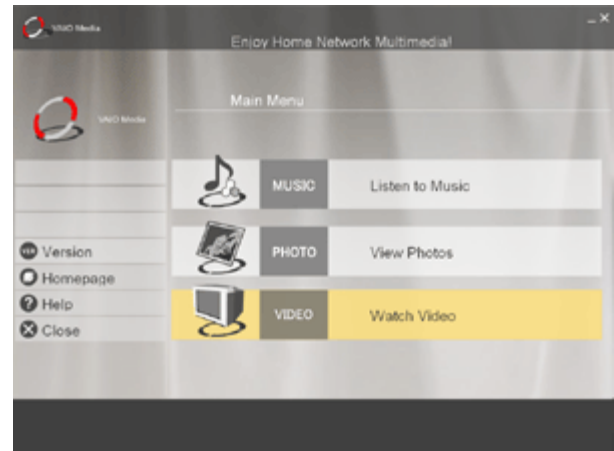 VAIO Media
Enjoy Home Network Multimedia!
VAIO Media
Main Menu
MUSIC Listen to Music
PHOTO View Photos
VIDEO Watch Video
VER Version
Homepage
Help
Close